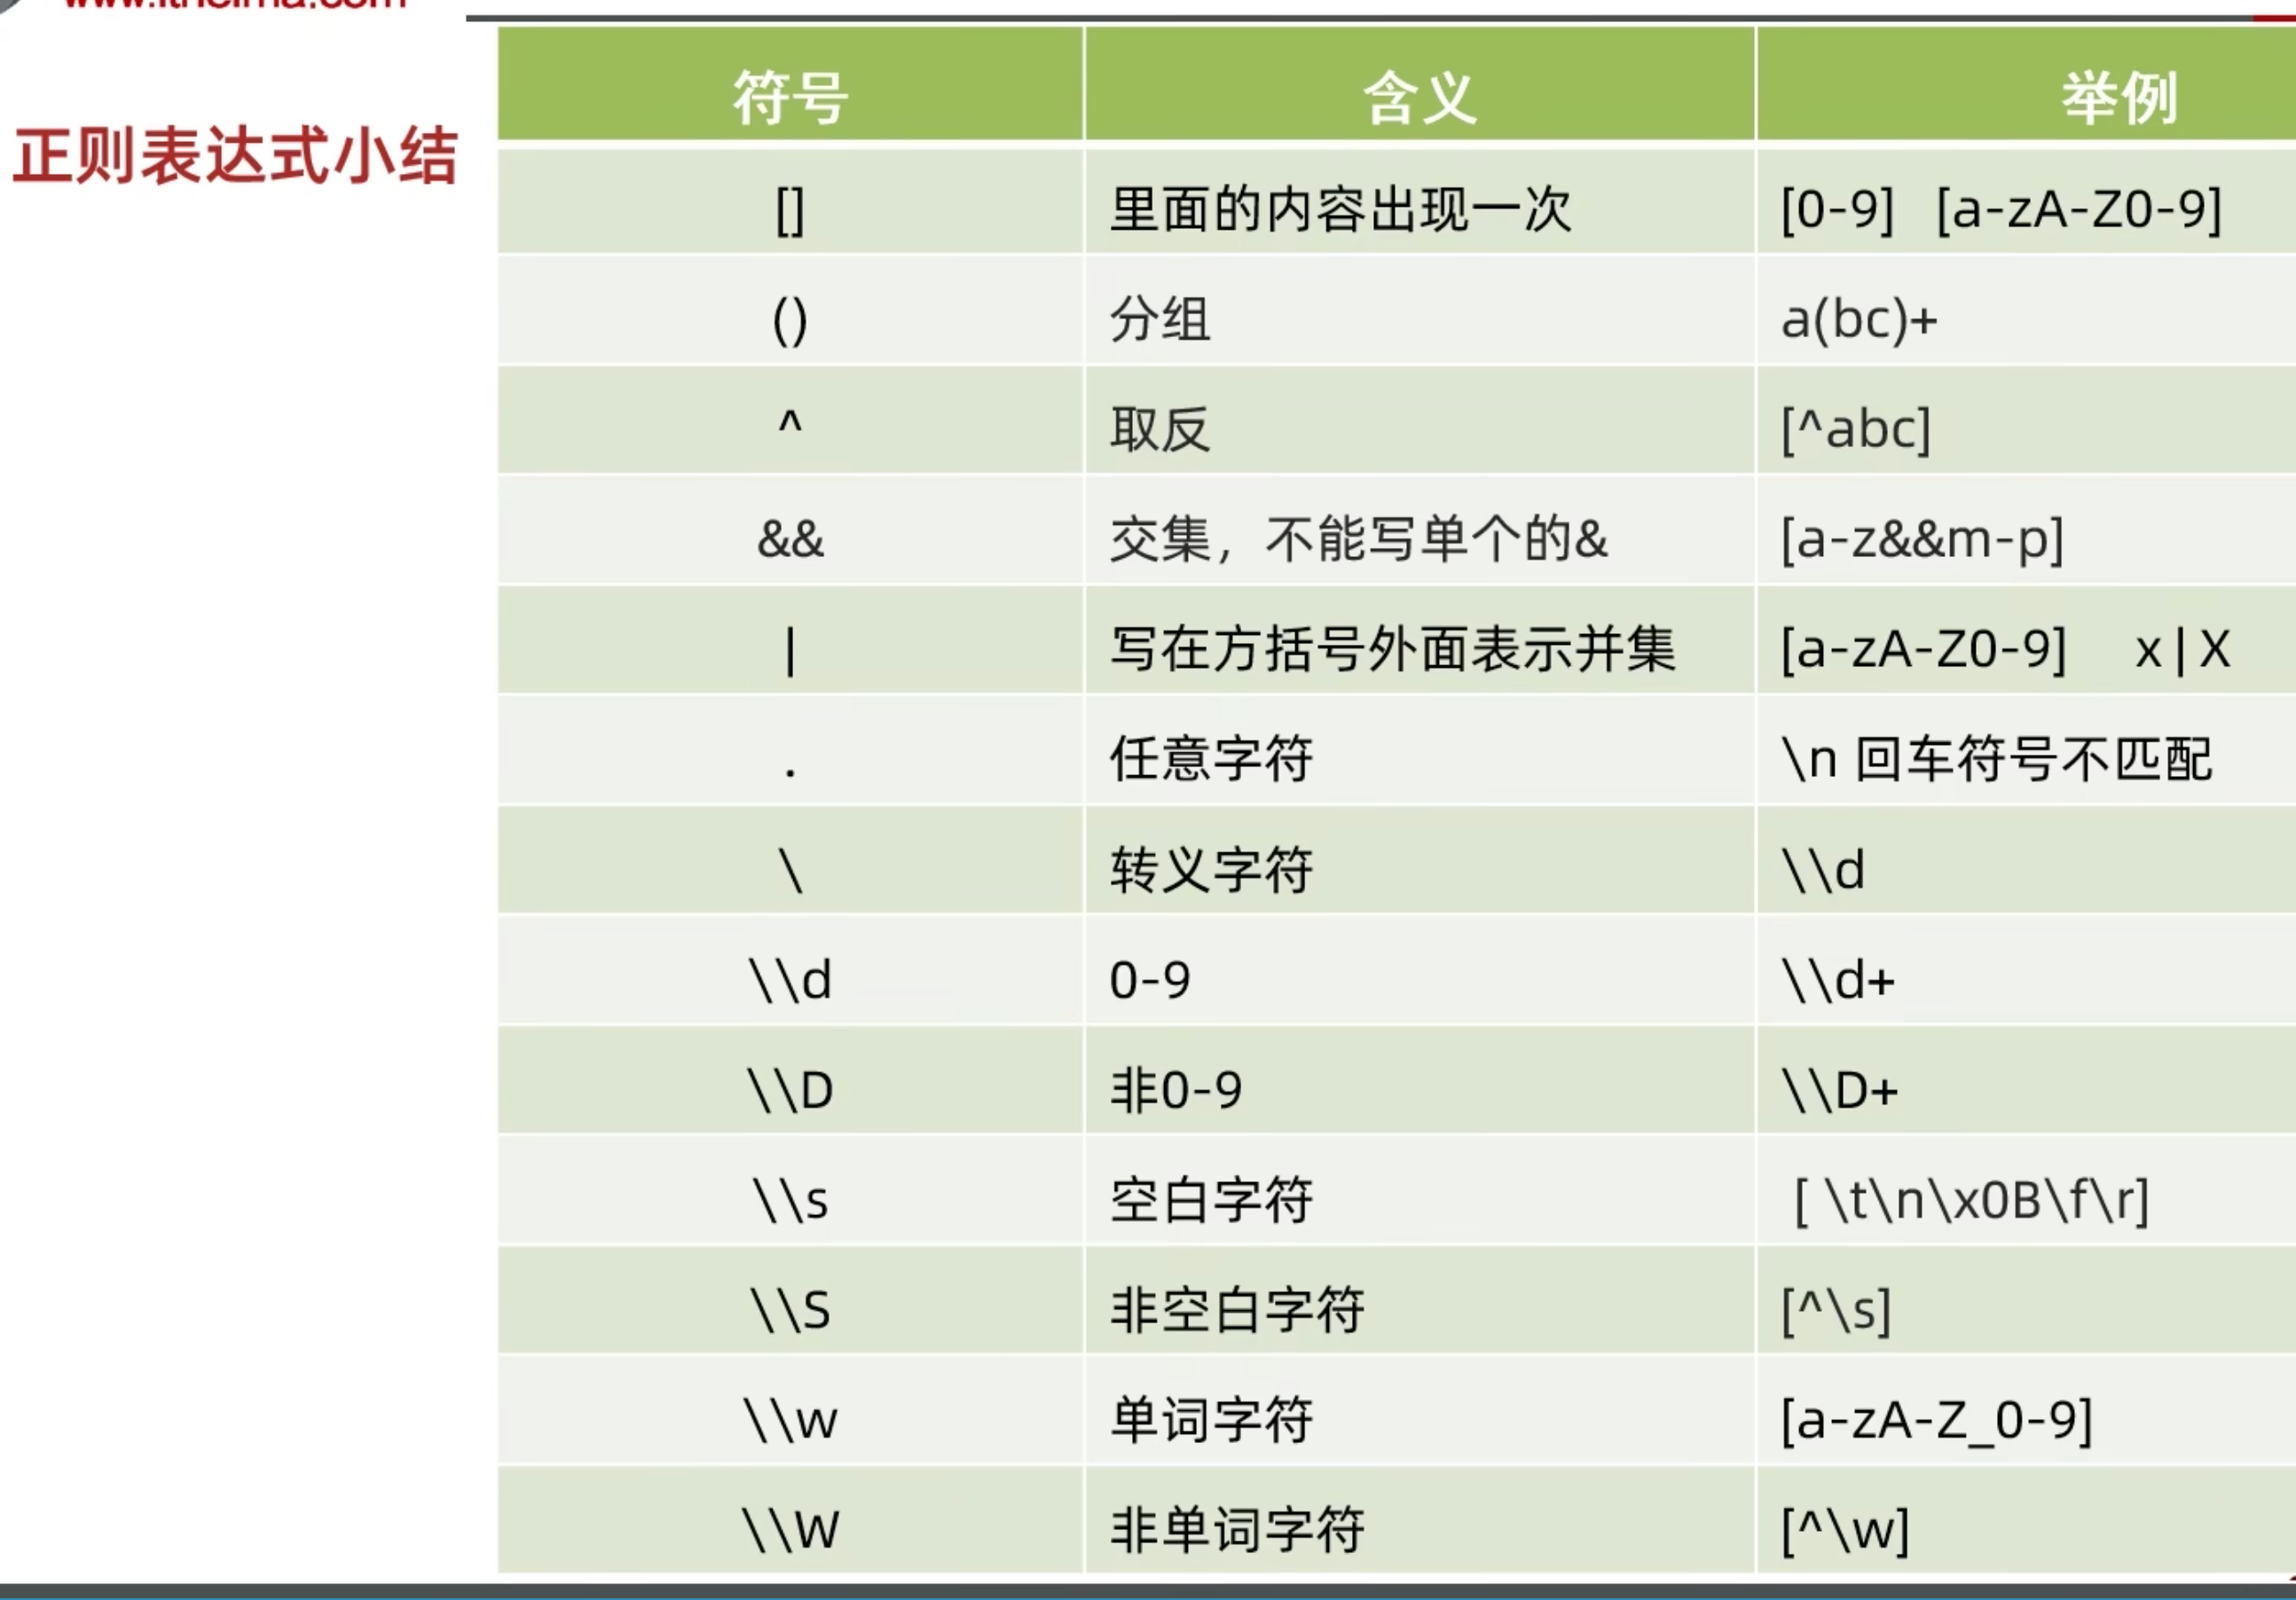 www.itheima.com
正则表达式小结
符号 含义 举例
[] 里面的内容出现一次 [0-9] [a-zA-Z0-9]
() 分组 a(bc)+
^ 取反 [^abc]
&& 交集，不能写单个的& [a-z&&m-p]
| 写在方括号外面表示并集 [a-zA-Z0-9] x|X
. 任意字符 \n 回车符号不匹配
\ 转义字符 \\d
\\d 0-9 \\d+
\\D 非0-9 \\D+
\\s 空白字符 [ \t\n\x0B\f\r]
\\S 非空白字符 [^\s]
\\w 单词字符 [a-zA-Z_0-9]
\\W 非单词字符 [^\w]